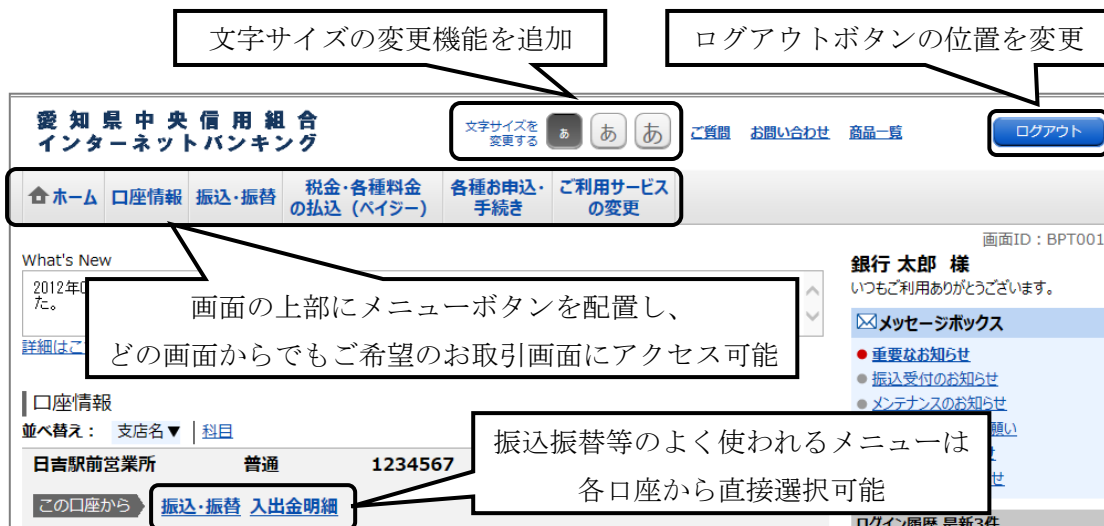 文字サイズの変更機能を追加
ログアウトボタンの位置を変更
愛知県中央信用組合
インターネットバンキング
文字サイズを
変更する
あ あ あ
ご質問 お問い合わせ 商品一覧
ログアウト
ホーム 口座情報 振込・振替 税金・各種料金の払込（ペイジー） 各種お申込・手続き ご利用サービスの変更
画面ID：BPT001
What's New
2012年
た。
詳細はこ
画面の上部にメニューボタンを配置し、
どの画面からでもご希望のお取引画面にアクセス可能
銀行 太郎 様
いつもご利用ありがとうございます。
メッセージボックス
重要なお知らせ
振込受付のお知らせ
メンテナンスのお知らせ
願い
せ
口座情報
並べ替え： 支店名▼ 科目
日吉駅前営業所 普通 1234567
この口座から 振込・振替 入出金明細
振込振替等のよく使われるメニューは
各口座から直接選択可能
ログイン履歴 最新3件